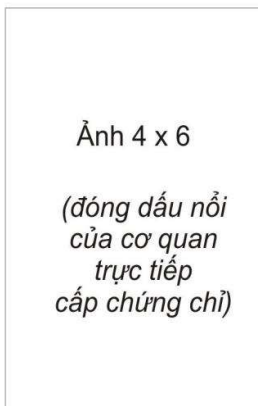 Ảnh 4 x 6
(đóng dấu nổi
của cơ quan
trực tiếp
cấp chứng chỉ)